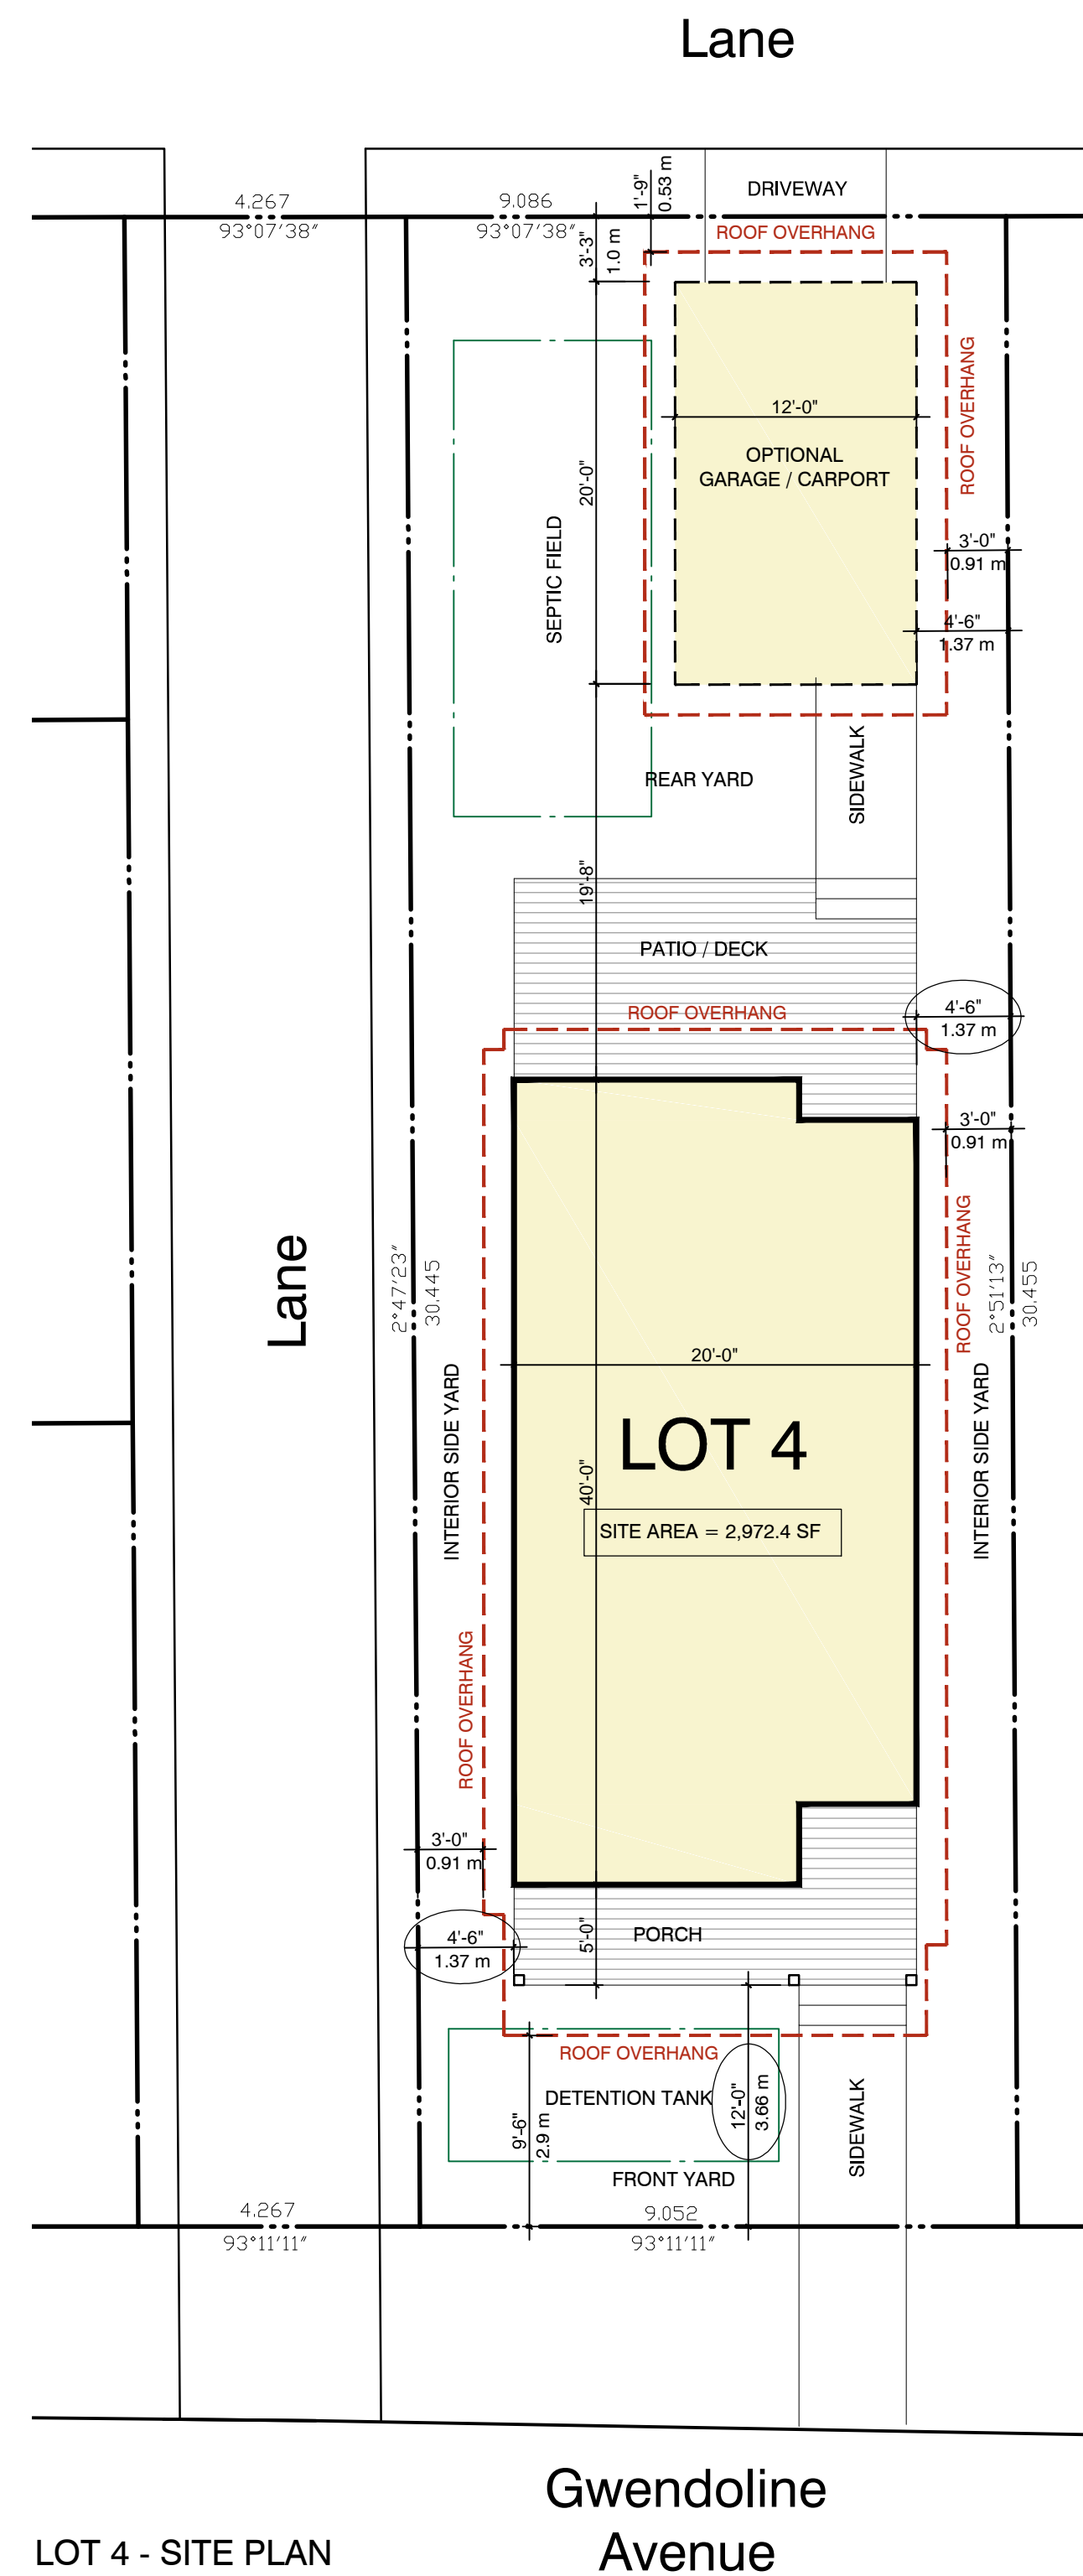 Lane
1'-9"
0.53 m
DRIVEWAY
4.267
93°07'38"
9.086
93°07'38"
3'-3"
1.0 m
ROOF OVERHANG
ROOF OVERHANG
12'-0"
OPTIONAL
GARAGE / CARPORT
20'-0"
SEPTIC FIELD
3'-0"
0.91 m
4'-6"
1.37 m
REAR YARD
SIDEWALK
19'-8"
PATIO / DECK
ROOF OVERHANG
4'-6"
1.37 m
3'-0"
0.91 m
Lane
2°47'23"
30.445
ROOF OVERHANG
2°51'13"
30.455
20'-0"
INTERIOR SIDE YARD
INTERIOR SIDE YARD
LOT 4
40'-0"
SITE AREA = 2,972.4 SF
ROOF OVERHANG
3'-0"
0.91 m
4'-6"
1.37 m
5'-0"
PORCH
ROOF OVERHANG
DETENTION TANK
9'-6"
2.9 m
12'-0"
3.66 m
SIDEWALK
FRONT YARD
4.267
93°11'11"
9.052
93°11'11"
Gwendoline
Avenue
LOT 4 - SITE PLAN